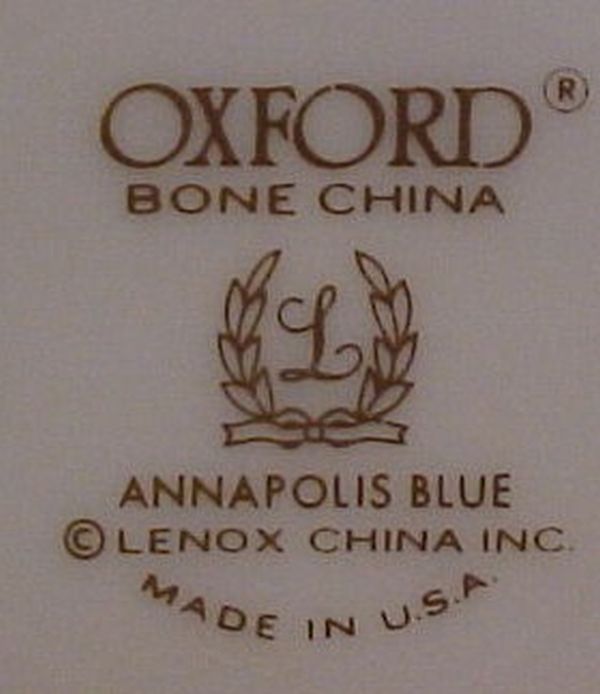 OXFORD®
BONE CHINA
L
ANNAPOLIS BLUE
© LENOX CHINA INC.
MADE IN U.S.A.